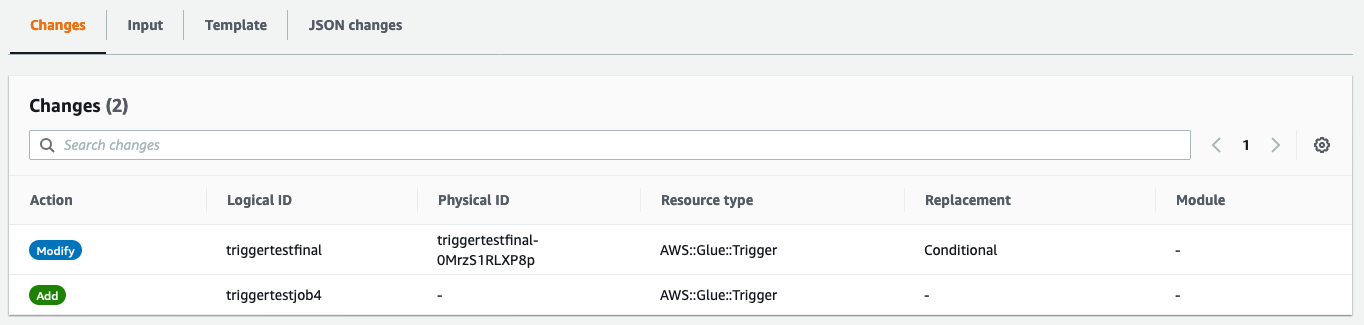 Changes Input Template JSON changes
Changes (2)
Search changes 1
Action Logical ID Physical ID Resource type Replacement Module
Modify triggertestfinal triggertestfinal-0MrzS1RLXP8p AWS::Glue::Trigger Conditional -
Add triggertestjob4 - AWS::Glue::Trigger - -